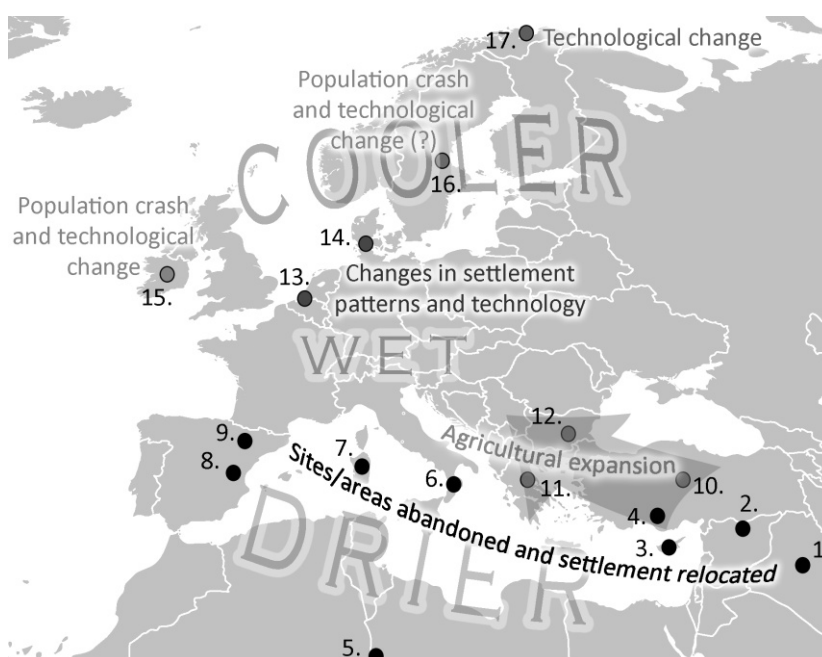 17.
Technological change
Population crash
and technological
change (?)
16.
COOLER
Population crash
and technological
change
15.
14.
13.
Changes in settlement
patterns and technology
WET
12.
Agricultural expansion
11.
10.
9.
8.
7.
6.
Sites/areas abandoned and settlement relocated
4.
3.
2.
1
DRIER
5.